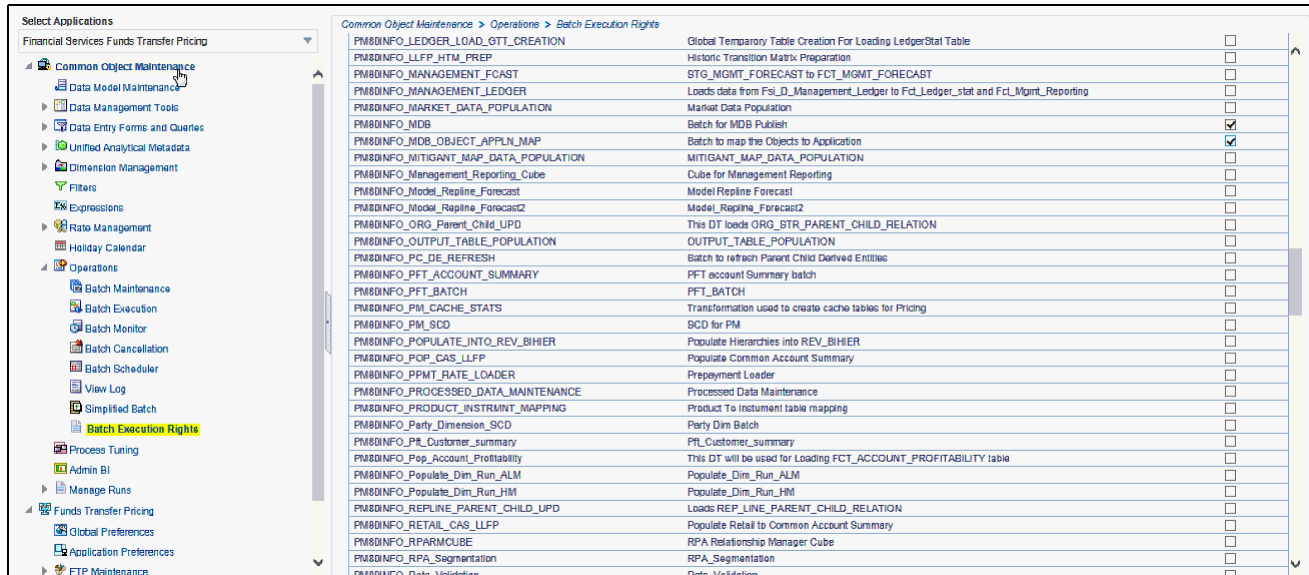 Select Applications
Financial Services Funds Transfer Pricing
Common Object Maintenance
Data Model Maintenance
Data Management Tools
Data Entry Forms and Queries
Unified Analytical Metadata
Dimension Management
Filters
Expressions
Rate Management
Holiday Calendar
Operations
Batch Maintenance
Batch Execution
Batch Monitor
Batch Cancellation
Batch Scheduler
View Log
Simplified Batch
Batch Execution Rights
Process Tuning
Admin BI
Manage Runs
Funds Transfer Pricing
Global Preferences
Application Preferences
FTP Maintenance
Common Object Maintenance > Operations > Batch Execution Rights
PM80INFO_LEDGER_LOAD_GTT_CREATION Global Temparory Table Creation For Loading LedgerStat Table
PM80INFO_LLFP_HTM_PREP Historic Transition Matrix Preparation
PM80INFO_MANAGEMENT_FCAST STG_MGMT_FORECAST to FCT_MGMT_FORECAST
PM80INFO_MANAGEMENT_LEDGER Loads data from Fsi_D_Management_Ledger to Fct_Ledger_stat and Fct_Mgmt_Reporting
PM80INFO_MARKET_DATA_POPULATION Market Data Population
PM80INFO_MDB Batch for MDB Publish
PM80INFO_MDB_OBJECT_APPLN_MAP Batch to map the Objects to Application
PM80INFO_MITIGANT_MAP_DATA_POPULATION MITIGANT_MAP_DATA_POPULATION
PM80INFO_Management_Reporting_Cube Cube for Management Reporting
PM80INFO_Model_Repline_Forecast Model Repline Forecast
PM80INFO_Model_Repline_Forecast2 Model_Repline_Forecast2
PM80INFO_ORG_Parent_Child_UPD This DT loads ORG_STR_PARENT_CHILD_RELATION
PM80INFO_OUTPUT_TABLE_POPULATION OUTPUT_TABLE_POPULATION
PM80INFO_PC_DE_REFRESH Batch to refresh Parent Child Derived Entities
PM80INFO_PFT_ACCOUNT_SUMMARY PFT account Summary batch
PM80INFO_PFT_BATCH PFT_BATCH
PM80INFO_PM_CACHE_STATS Transformation used to create cache tables for Pricing
PM80INFO_PM_SCD SCD for PM
PM80INFO_POPULATE_INTO_REV_BIHIER Populate Hierarchies into REV_BIHIER
PM80INFO_POP_CAS_LLFP Populate Common Account Summary
PM80INFO_PPMT_RATE_LOADER Prepayment Loader
PM80INFO_PROCESSED_DATA_MAINTENANCE Processed Data Maintenance
PM80INFO_PRODUCT_INSTRMNT_MAPPING Product To Instument table mapping
PM80INFO_Party_Dimension_SCD Party Dim Batch
PM80INFO_Pft_Customer_summary Pft_Customer_summary
PM80INFO_Pop_Account_Profitability This DT will be used for Loading FCT_ACCOUNT_PROFITABILITY table
PM80INFO_Populate_Dim_Run_ALM Populate_Dim_Run_ALM
PM80INFO_Populate_Dim_Run_HM Populate_Dim_Run_HM
PM80INFO_REPLINE_PARENT_CHILD_UPD Loads REP_LINE_PARENT_CHILD_RELATION
PM80INFO_RETAIL_CAS_LLFP Populate Retail to Common Account Summary
PM80INFO_RPARMCUBE RPA Relationship Manager Cube
PM80INFO_RPA_Segmentation RPA_Segmentation
PM80INFO_Rate_Validation Rate_Validation